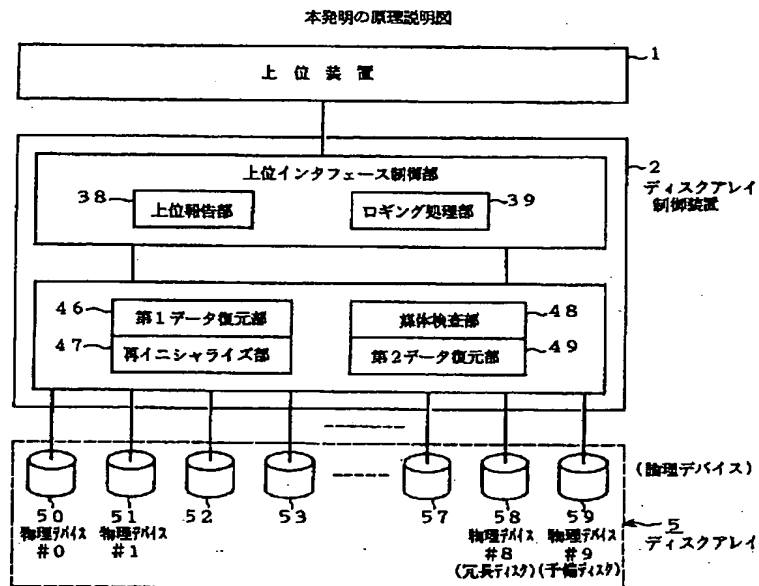 本発明の原理説明図
上 位 装 置
1
上位インタフェース制御部
2
ディスクアレイ
制御装置
38
上位報告部
ロギング処理部
39
46
第1データ復元部
媒体検査部
48
47
再イニシャライズ部
第2データ復元部
49
(論理デバイス)
50
51
52
53
57
58
59
5
物理デバイス
#0
物理デバイス
#1
物理デバイス
#8
(冗長ディスク)
物理デバイス
#9
(予備ディスク)
ディスクアレイ